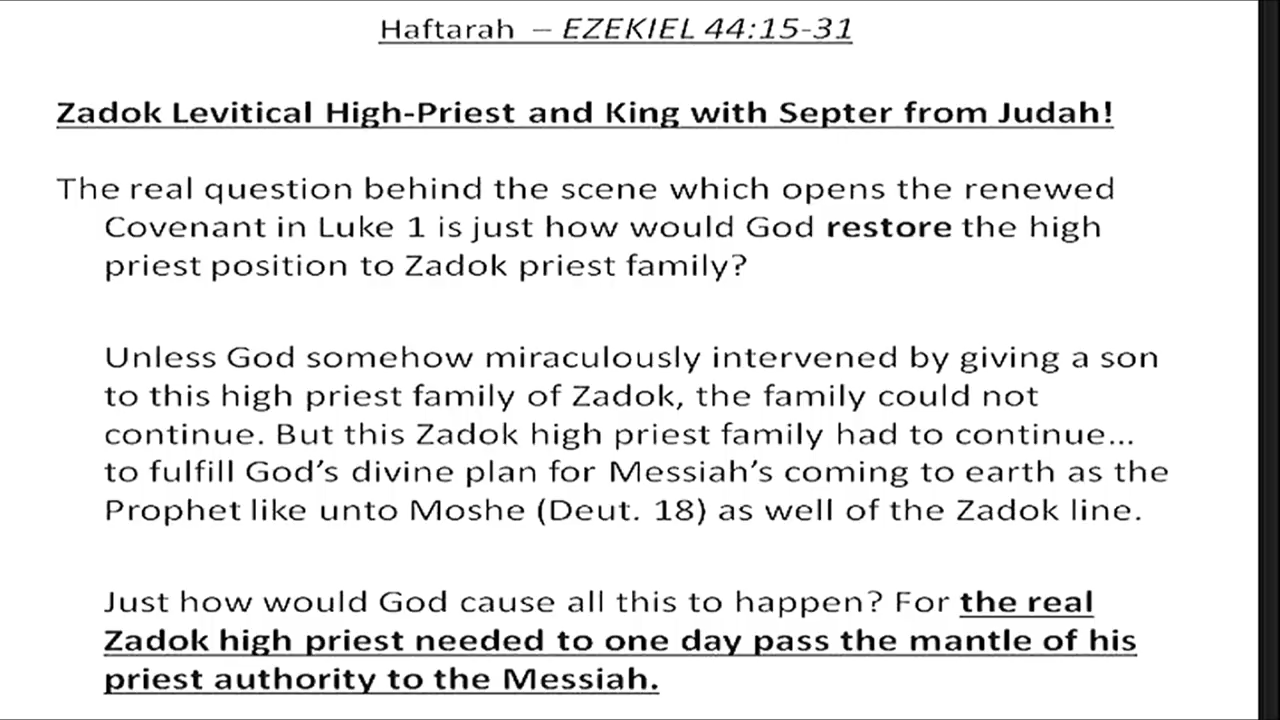 Haftarah – EZEKIEL 44:15-31
Zadok Levitical High-Priest and King with Septer from Judah!
The real question behind the scene which opens the renewed
Covenant in Luke 1 is just how would God restore the high
priest position to Zadok priest family?
Unless God somehow miraculously intervened by giving a son
to this high priest family of Zadok, the family could not
continue. But this Zadok high priest family had to continue…
to fulfill God’s divine plan for Messiah’s coming to earth as the
Prophet like unto Moshe (Deut. 18) as well of the Zadok line.
Just how would God cause all this to happen? For the real
Zadok high priest needed to one day pass the mantle of his
priest authority to the Messiah.